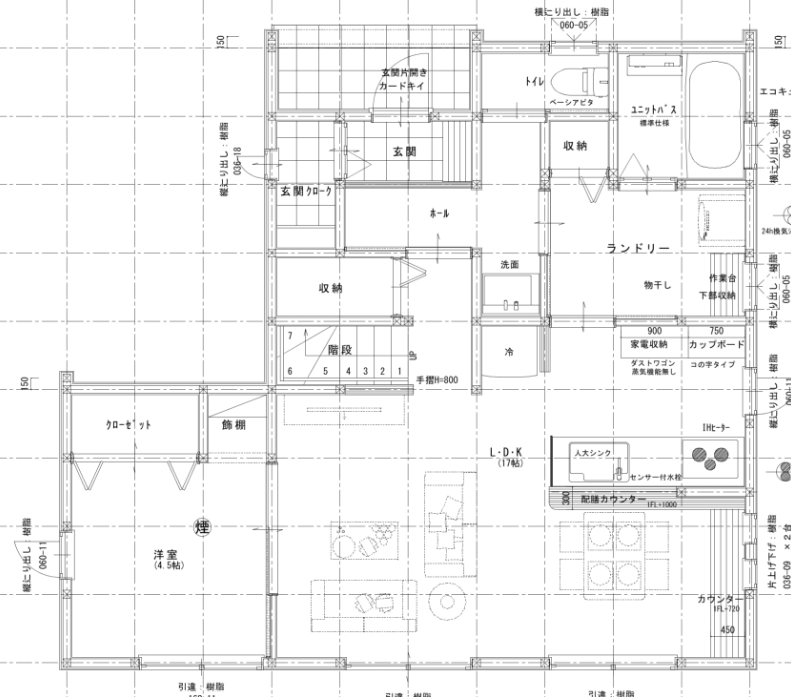 横辷り出し：樹脂
060-05
150
150
玄関片開き
カードキイ
トイレ
ベーシアピタ
ユニットバス
標準仕様
エコキュ
縦辷り出し：樹脂
036-18
玄関
収納
横辷り出し：樹脂
060-05
玄関クローク
ホール
ランドリー
24h換気
収納
洗面
物干し
作業台
下部収納
横辷り出し：樹脂
060-05
7
6
階段
5 4 3 2 1
UP
冷
900
750
家電収納
カップボード
ダストワゴン
蒸気機能無し
コの字タイプ
150
手摺H=800
縦辷り出し：樹脂
060-11
クローゼット
飾棚
L・D・K
(17帖)
人大シンク
IHヒーター
センサー付水栓
300
配膳カウンター
1FL+1000
煙
洋室
(4.5帖)
縦辷り出し：樹脂
060-11
片上げ下げ：樹脂
036-09 ×２台
カウンター
1FL+720
450
引違：樹脂
引違：樹脂
引違：樹脂